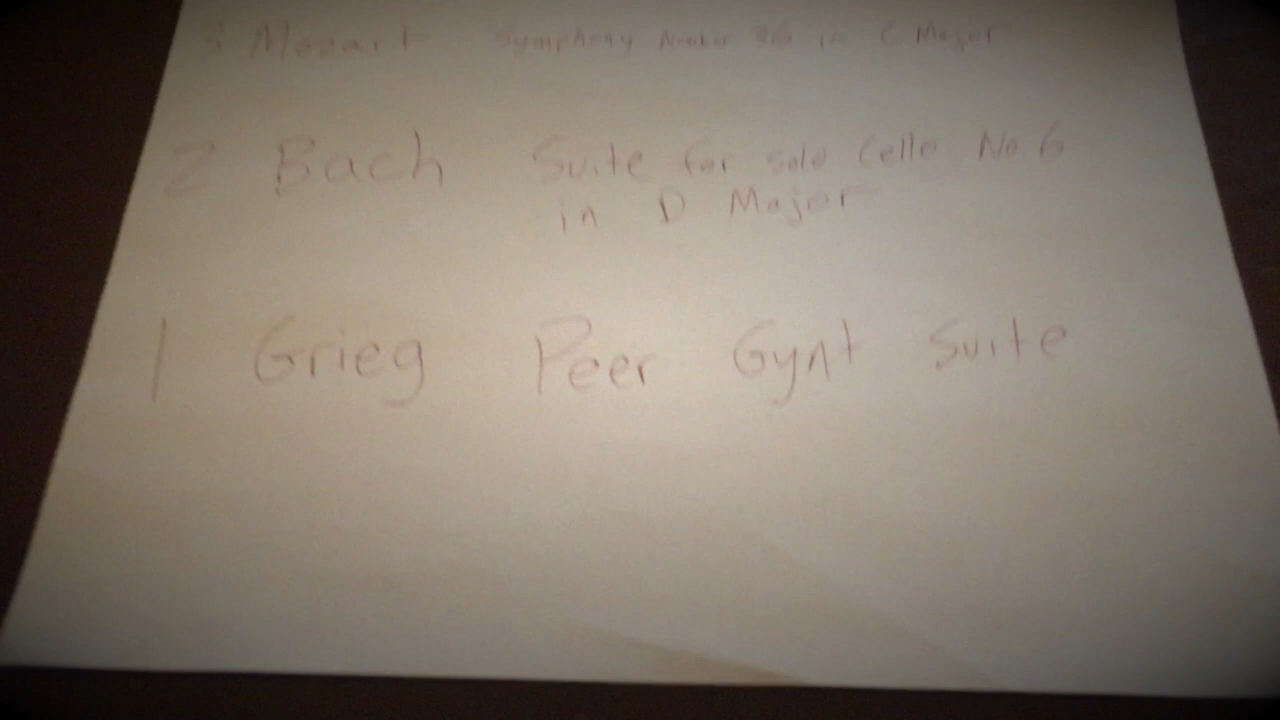 3 Mozart Symphony Number 36 in C Major
2 Bach Suite for solo Cello No 6
in D Major
1 Grieg Peer Gynt Suite